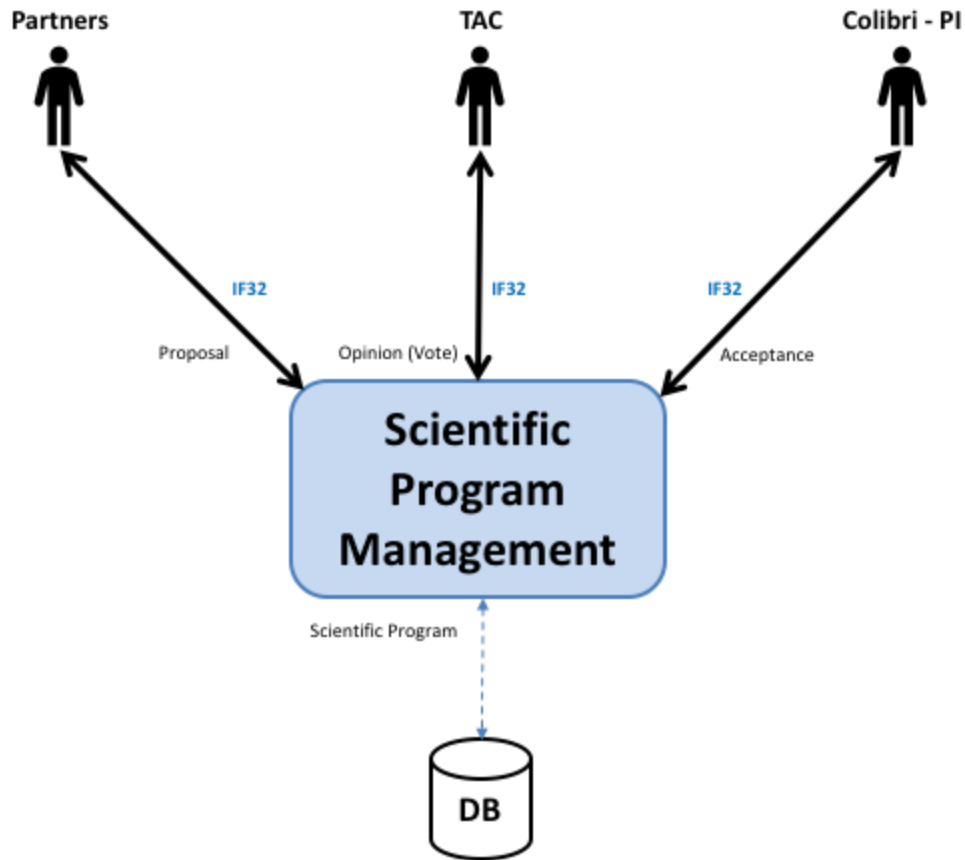 Partners
TAC
Colibri - PI
IF32
IF32
IF32
Proposal
Opinion (Vote)
Acceptance
Scientific
Program
Management
Scientific Program
DB